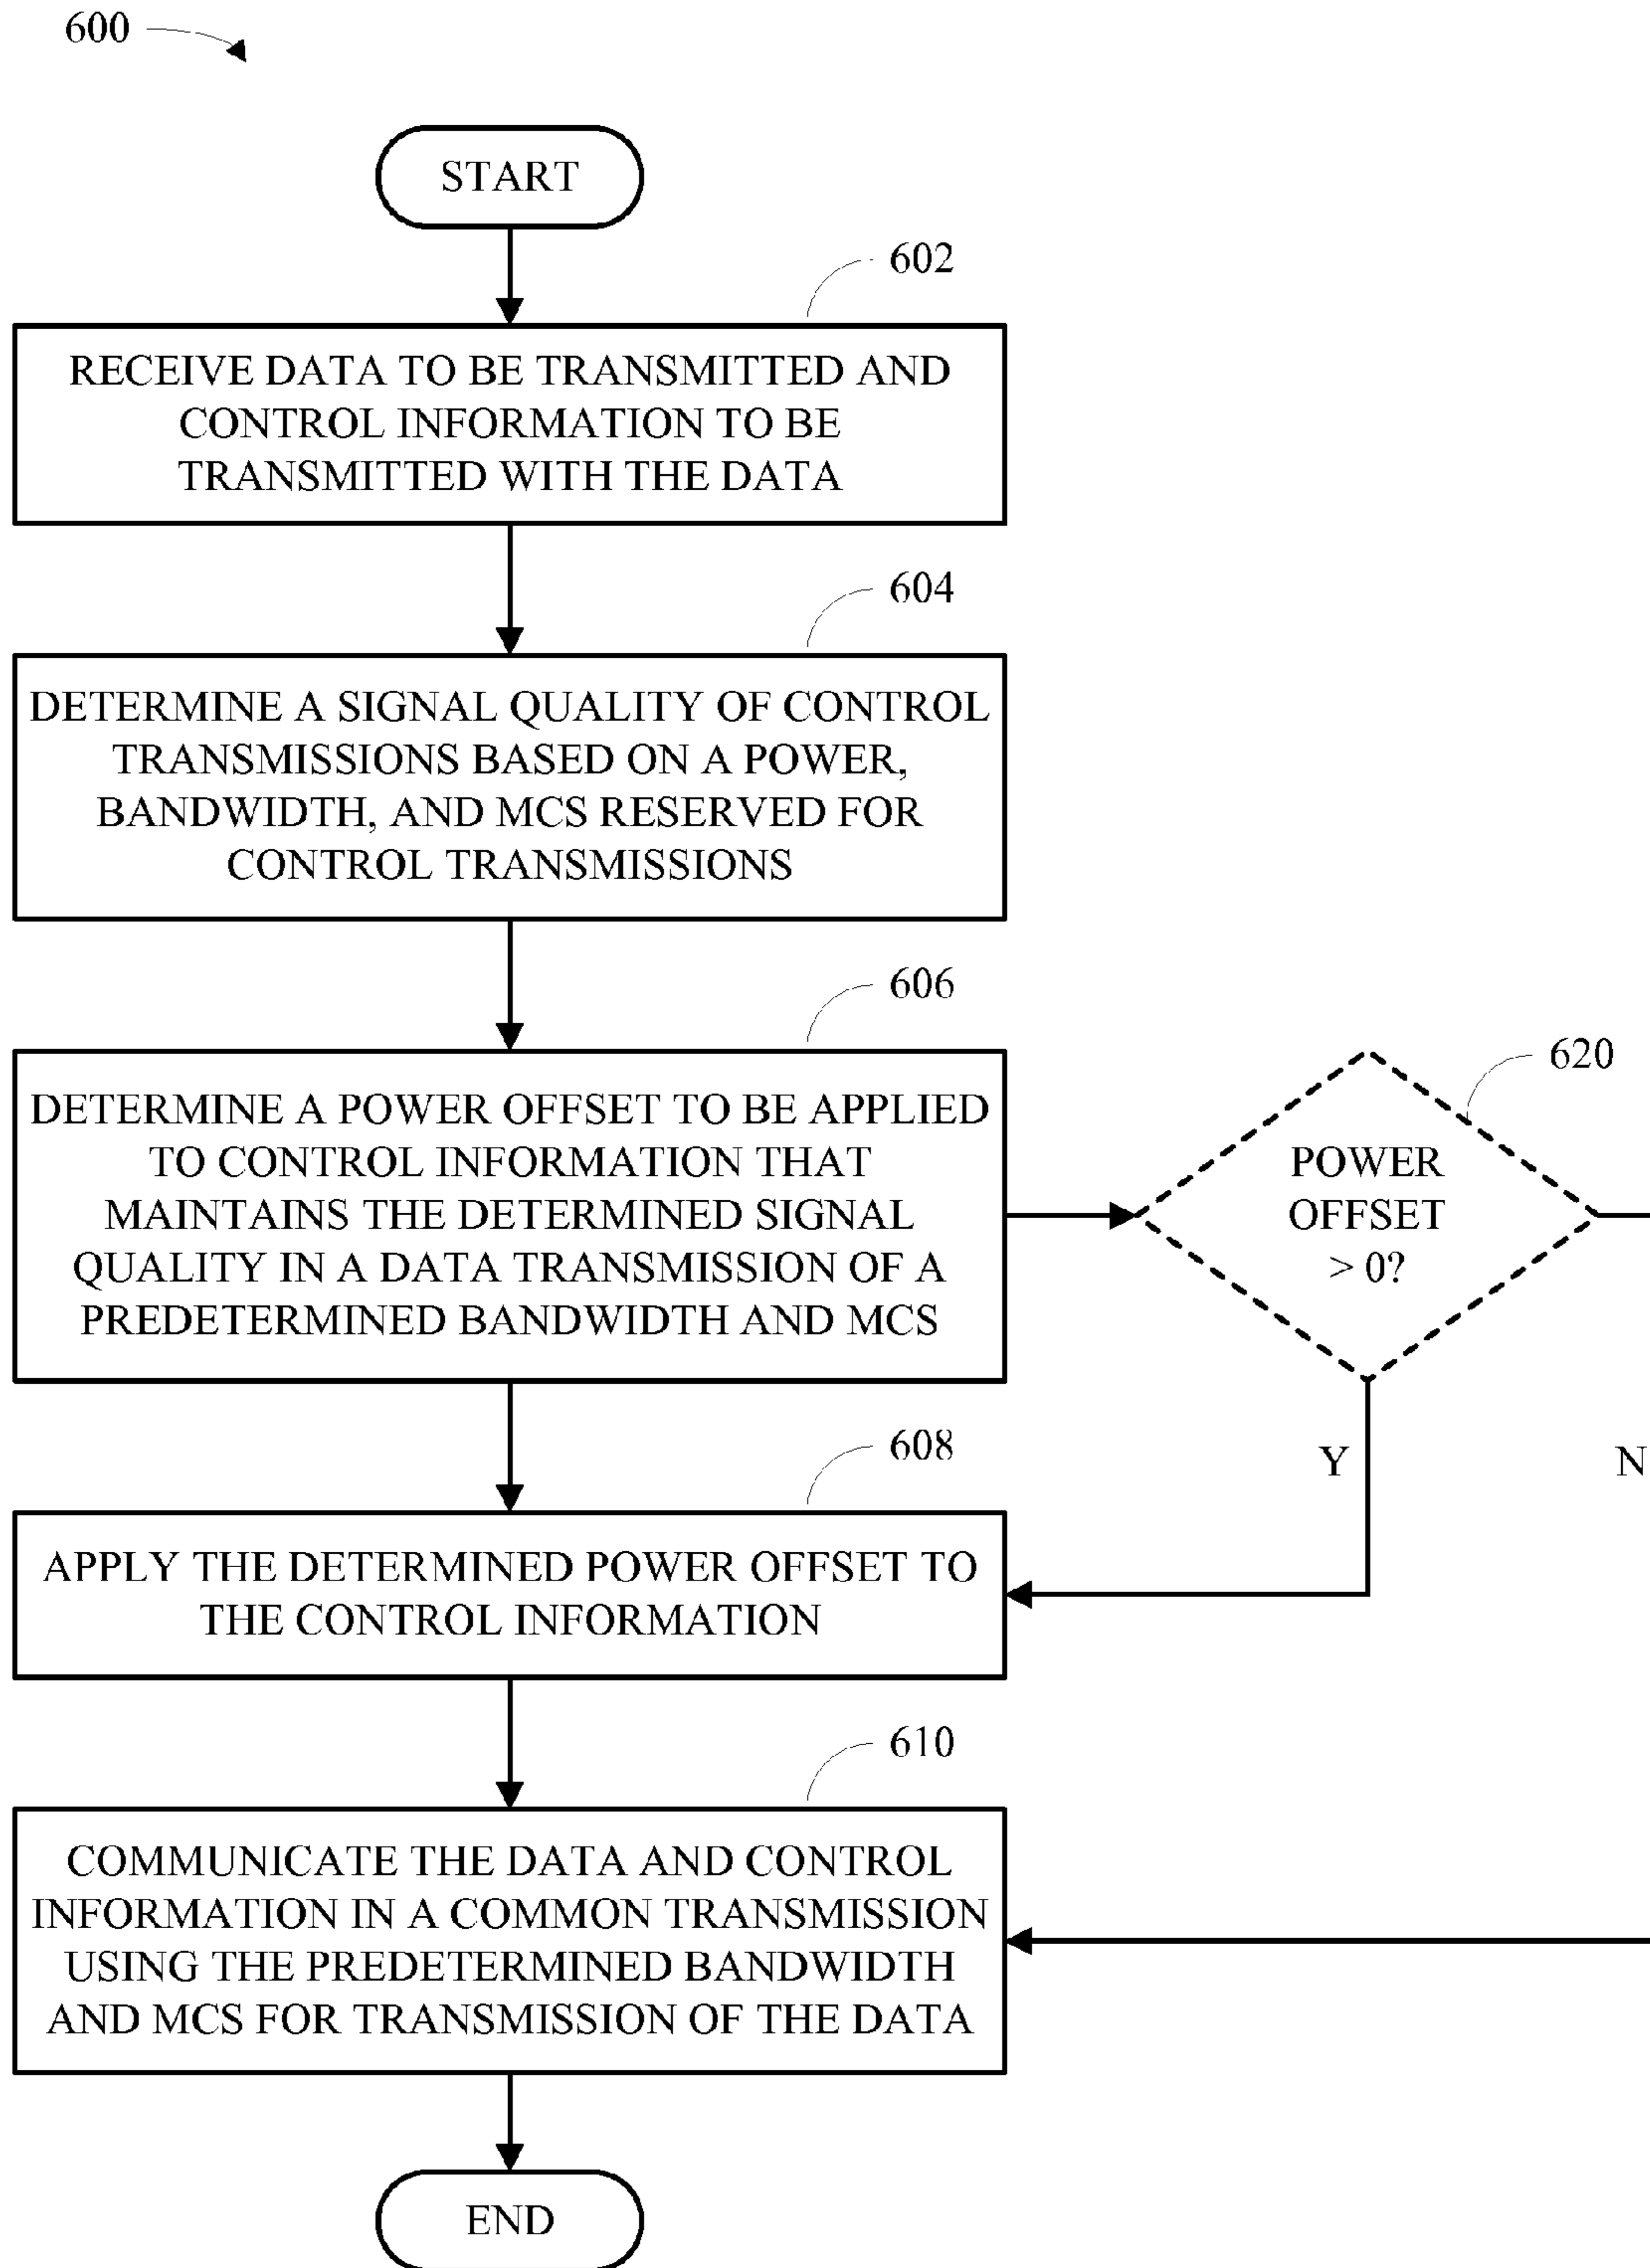 600
START
602
RECEIVE DATA TO BE TRANSMITTED AND
CONTROL INFORMATION TO BE
TRANSMITTED WITH THE DATA
604
DETERMINE A SIGNAL QUALITY OF CONTROL
TRANSMISSIONS BASED ON A POWER,
BANDWIDTH, AND MCS RESERVED FOR
CONTROL TRANSMISSIONS
606
DETERMINE A POWER OFFSET TO BE APPLIED
TO CONTROL INFORMATION THAT
MAINTAINS THE DETERMINED SIGNAL
QUALITY IN A DATA TRANSMISSION OF A
PREDETERMINED BANDWIDTH AND MCS
620
POWER
OFFSET
> 0?
Y
N
608
APPLY THE DETERMINED POWER OFFSET TO
THE CONTROL INFORMATION
610
COMMUNICATE THE DATA AND CONTROL
INFORMATION IN A COMMON TRANSMISSION
USING THE PREDETERMINED BANDWIDTH
AND MCS FOR TRANSMISSION OF THE DATA
END